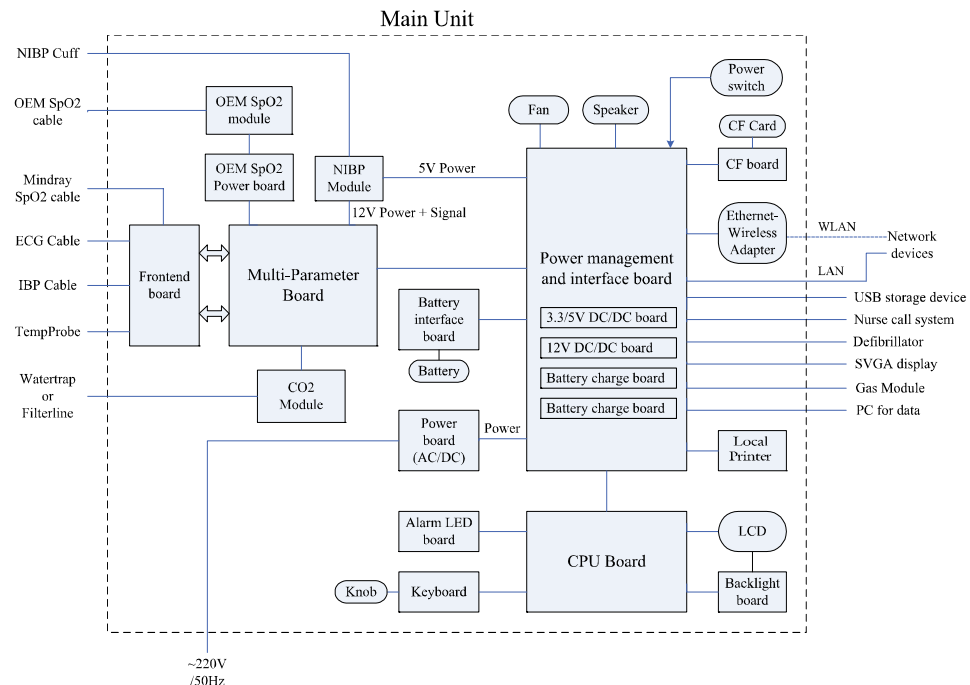 Main Unit
NIBP Cuff
OEM SpO2
cable
Mindray
SpO2 cable
ECG Cable
IBP Cable
TempProbe
Watertrap
or
Filterline
OEM SpO2
module
OEM SpO2
Power board
NIBP
Module
5V Power
12V Power + Signal
Frontend
board
Multi-Parameter
Board
CO2
Module
Battery
interface
board
Battery
Power
board
(AC/DC)
Power
Fan
Speaker
Power
switch
CF Card
CF board
Ethernet-
Wireless
Adapter
WLAN
LAN
Network
devices
Power management
and interface board
3.3/5V DC/DC board
12V DC/DC board
Battery charge board
Battery charge board
USB storage device
Nurse call system
Defibrillator
SVGA display
Gas Module
PC for data
Local
Printer
Alarm LED
board
Knob
Keyboard
CPU Board
LCD
Backlight
board
~220V
/50Hz